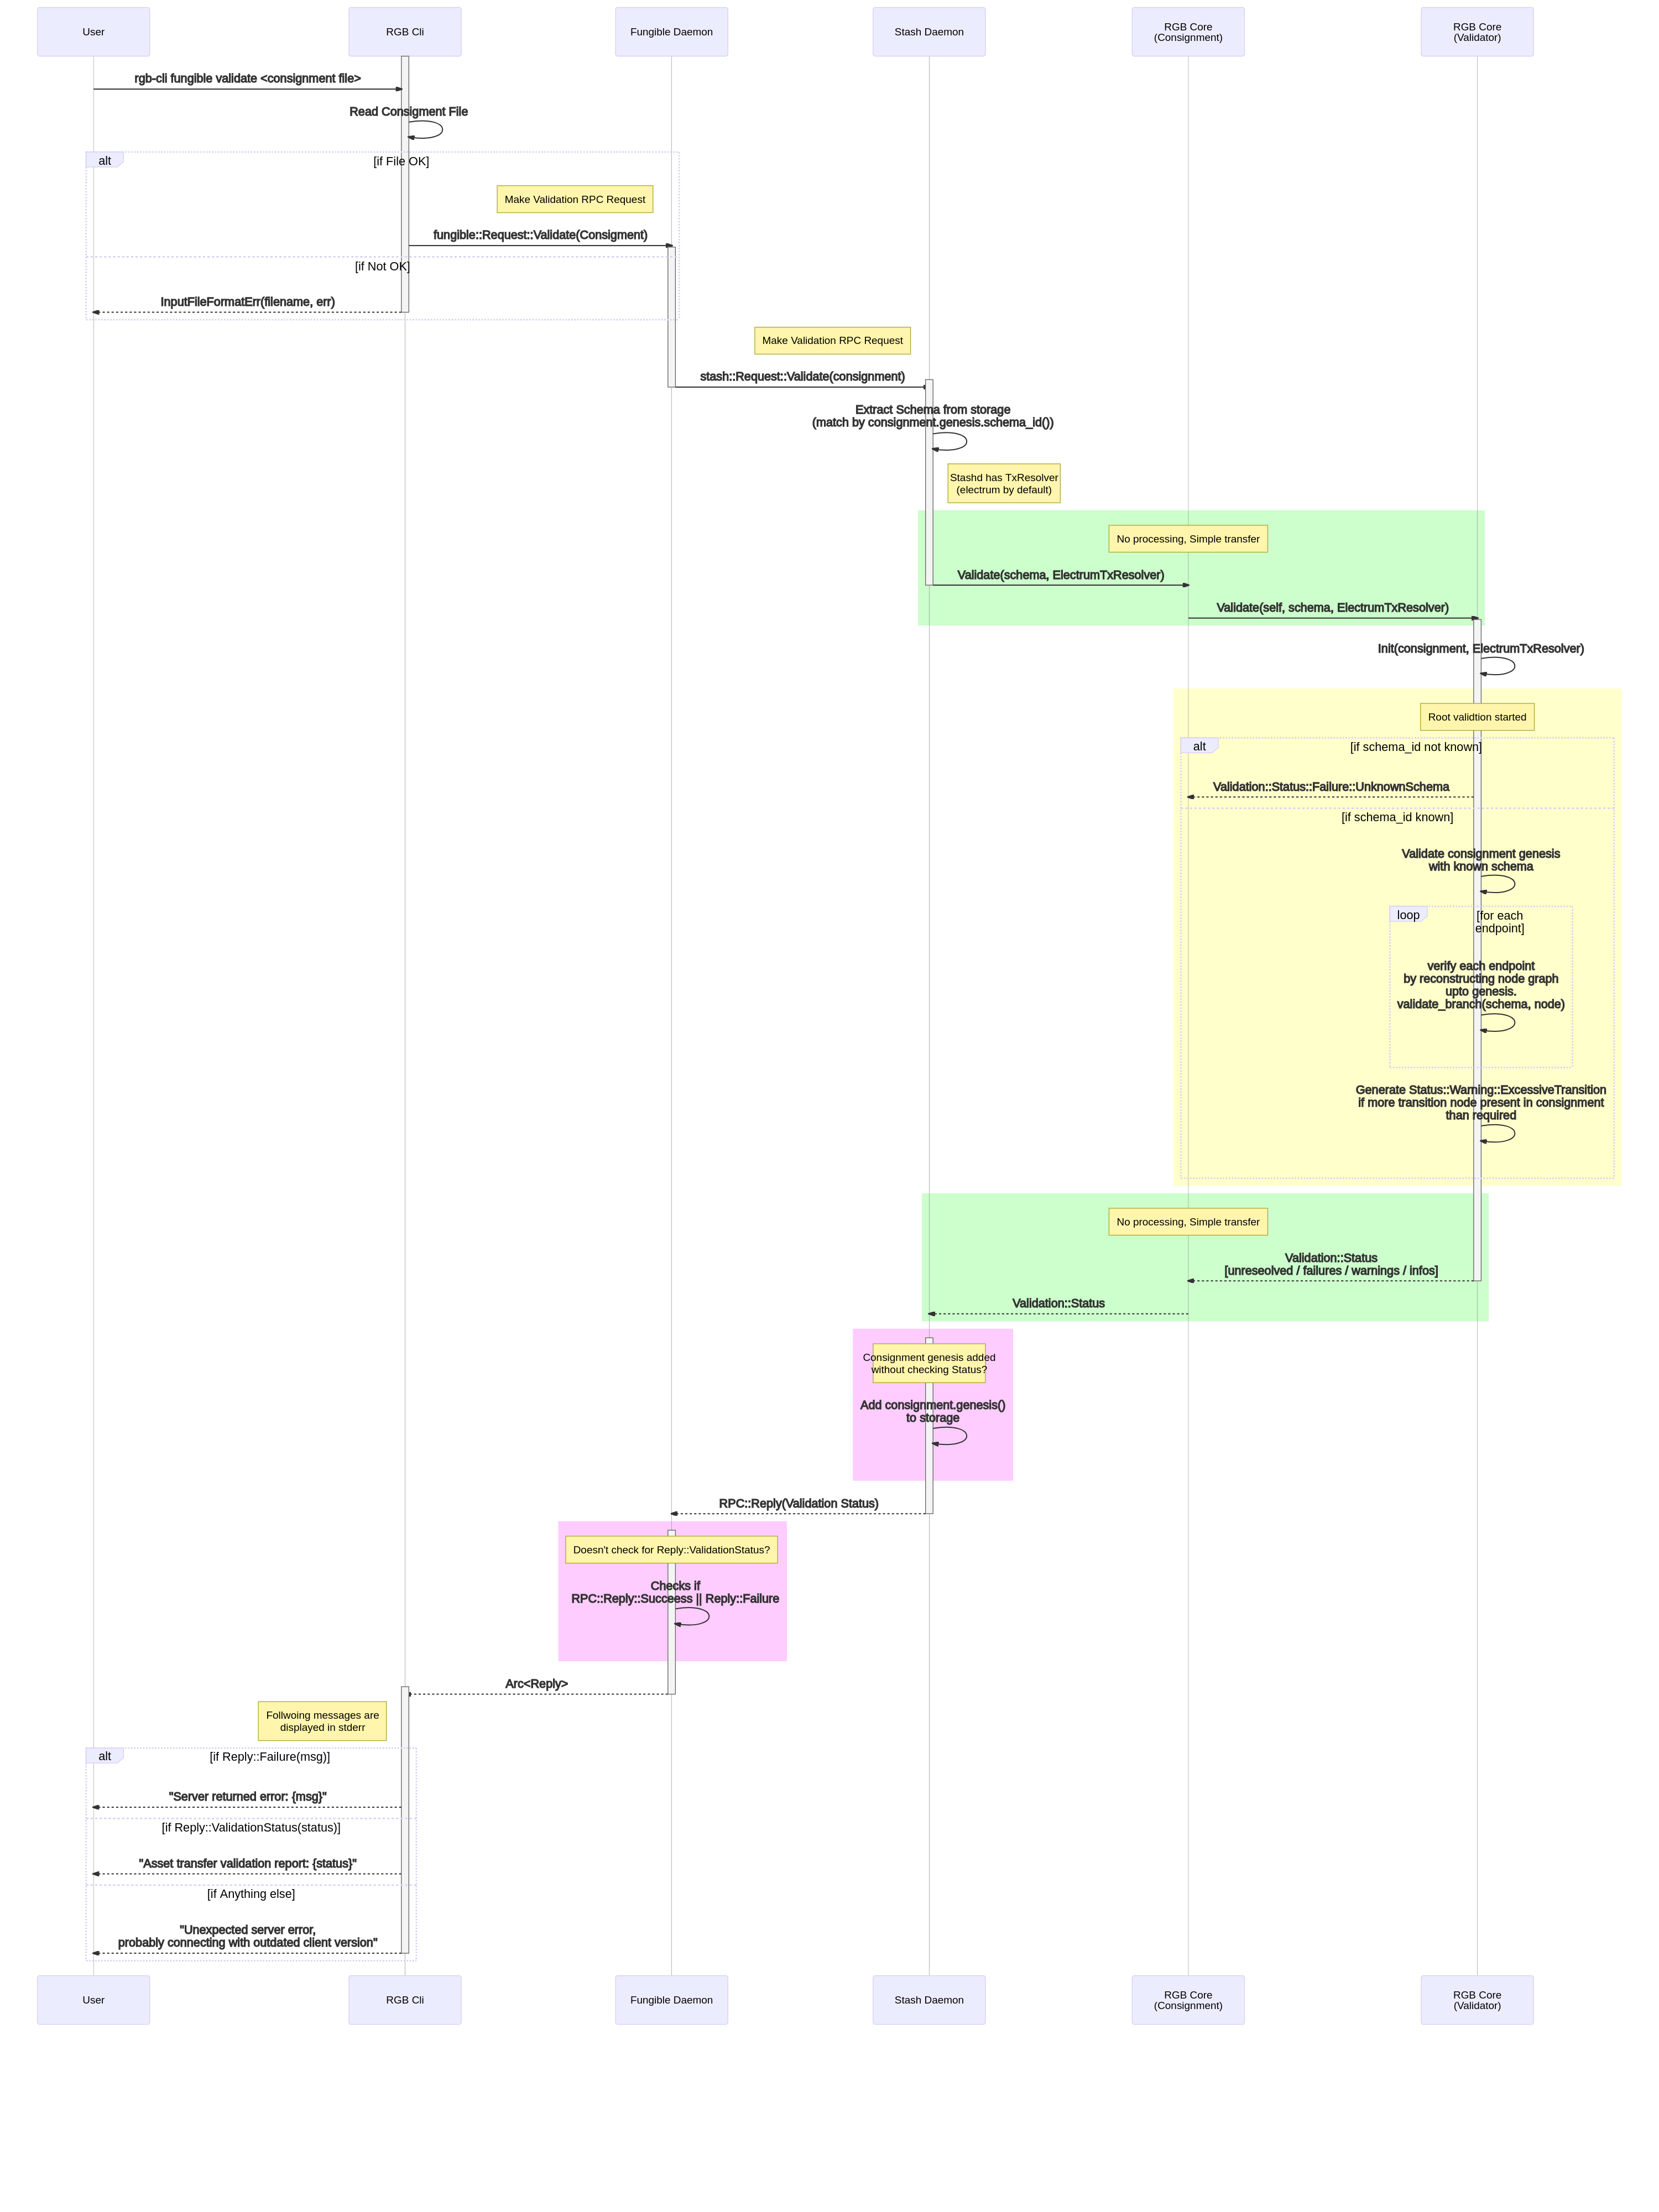 User
RGB Cli
Fungible Daemon
Stash Daemon
RGB Core
(Consignment)
RGB Core
(Validator)
rgb-cli fungible validate <consignment file>
Read Consigment File
alt
[if File OK]
Make Validation RPC Request
fungible::Request::Validate(Consigment)
[if Not OK]
InputFileFormatErr(filename, err)
Make Validation RPC Request
stash::Request::Validate(consignment)
Extract Schema from storage
(match by consignment.genesis.schema_id())
Stashd has TxResolver
(electrum by default)
No processing, Simple transfer
Validate(schema, ElectrumTxResolver)
Validate(self, schema, ElectrumTxResolver)
Init(consignment, ElectrumTxResolver)
Root validtion started
alt
[if schema_id not known]
Validation::Status::Failure::UnknownSchema
[if schema_id known]
Validate consignment genesis
with known schema
loop
[for each
endpoint]
verify each endpoint
by reconstructing node graph
upto genesis.
validate_branch(schema, node)
Generate Status::Warning::ExcessiveTransition
if more transition node present in consignment
than required
No processing, Simple transfer
Validation::Status
[unreseolved / failures / warnings / infos]
Validation::Status
Consignment genesis added
without checking Status?
Add consignment.genesis()
to storage
RPC::Reply(Validation Status)
Doesn't check for Reply::ValidationStatus?
Checks if
RPC::Reply::Succeess || Reply::Failure
Arc<Reply>
Follwoing messages are
displayed in stderr
alt
[if Reply::Failure(msg)]
"Server returned error: {msg}"
[if Reply::ValidationStatus(status)]
"Asset transfer validation report: {status}"
[if Anything else]
"Unexpected server error,
probably connecting with outdated client version"
User
RGB Cli
Fungible Daemon
Stash Daemon
RGB Core
(Consignment)
RGB Core
(Validator)